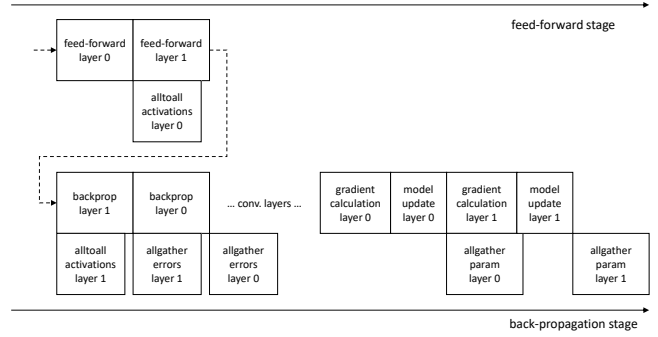 feed-forward stage
feed-forward
layer 0
feed-forward
layer 1
alltoall
activations
layer 0
backprop
layer 1
backprop
layer 0
... conv. layers ...
gradient
calculation
layer 0
model
update
layer 0
gradient
calculation
layer 1
model
update
layer 1
alltoall
activations
layer 1
allgather
errors
layer 1
allgather
errors
layer 0
allgather
param
layer 0
allgather
param
layer 1
back-propagation stage